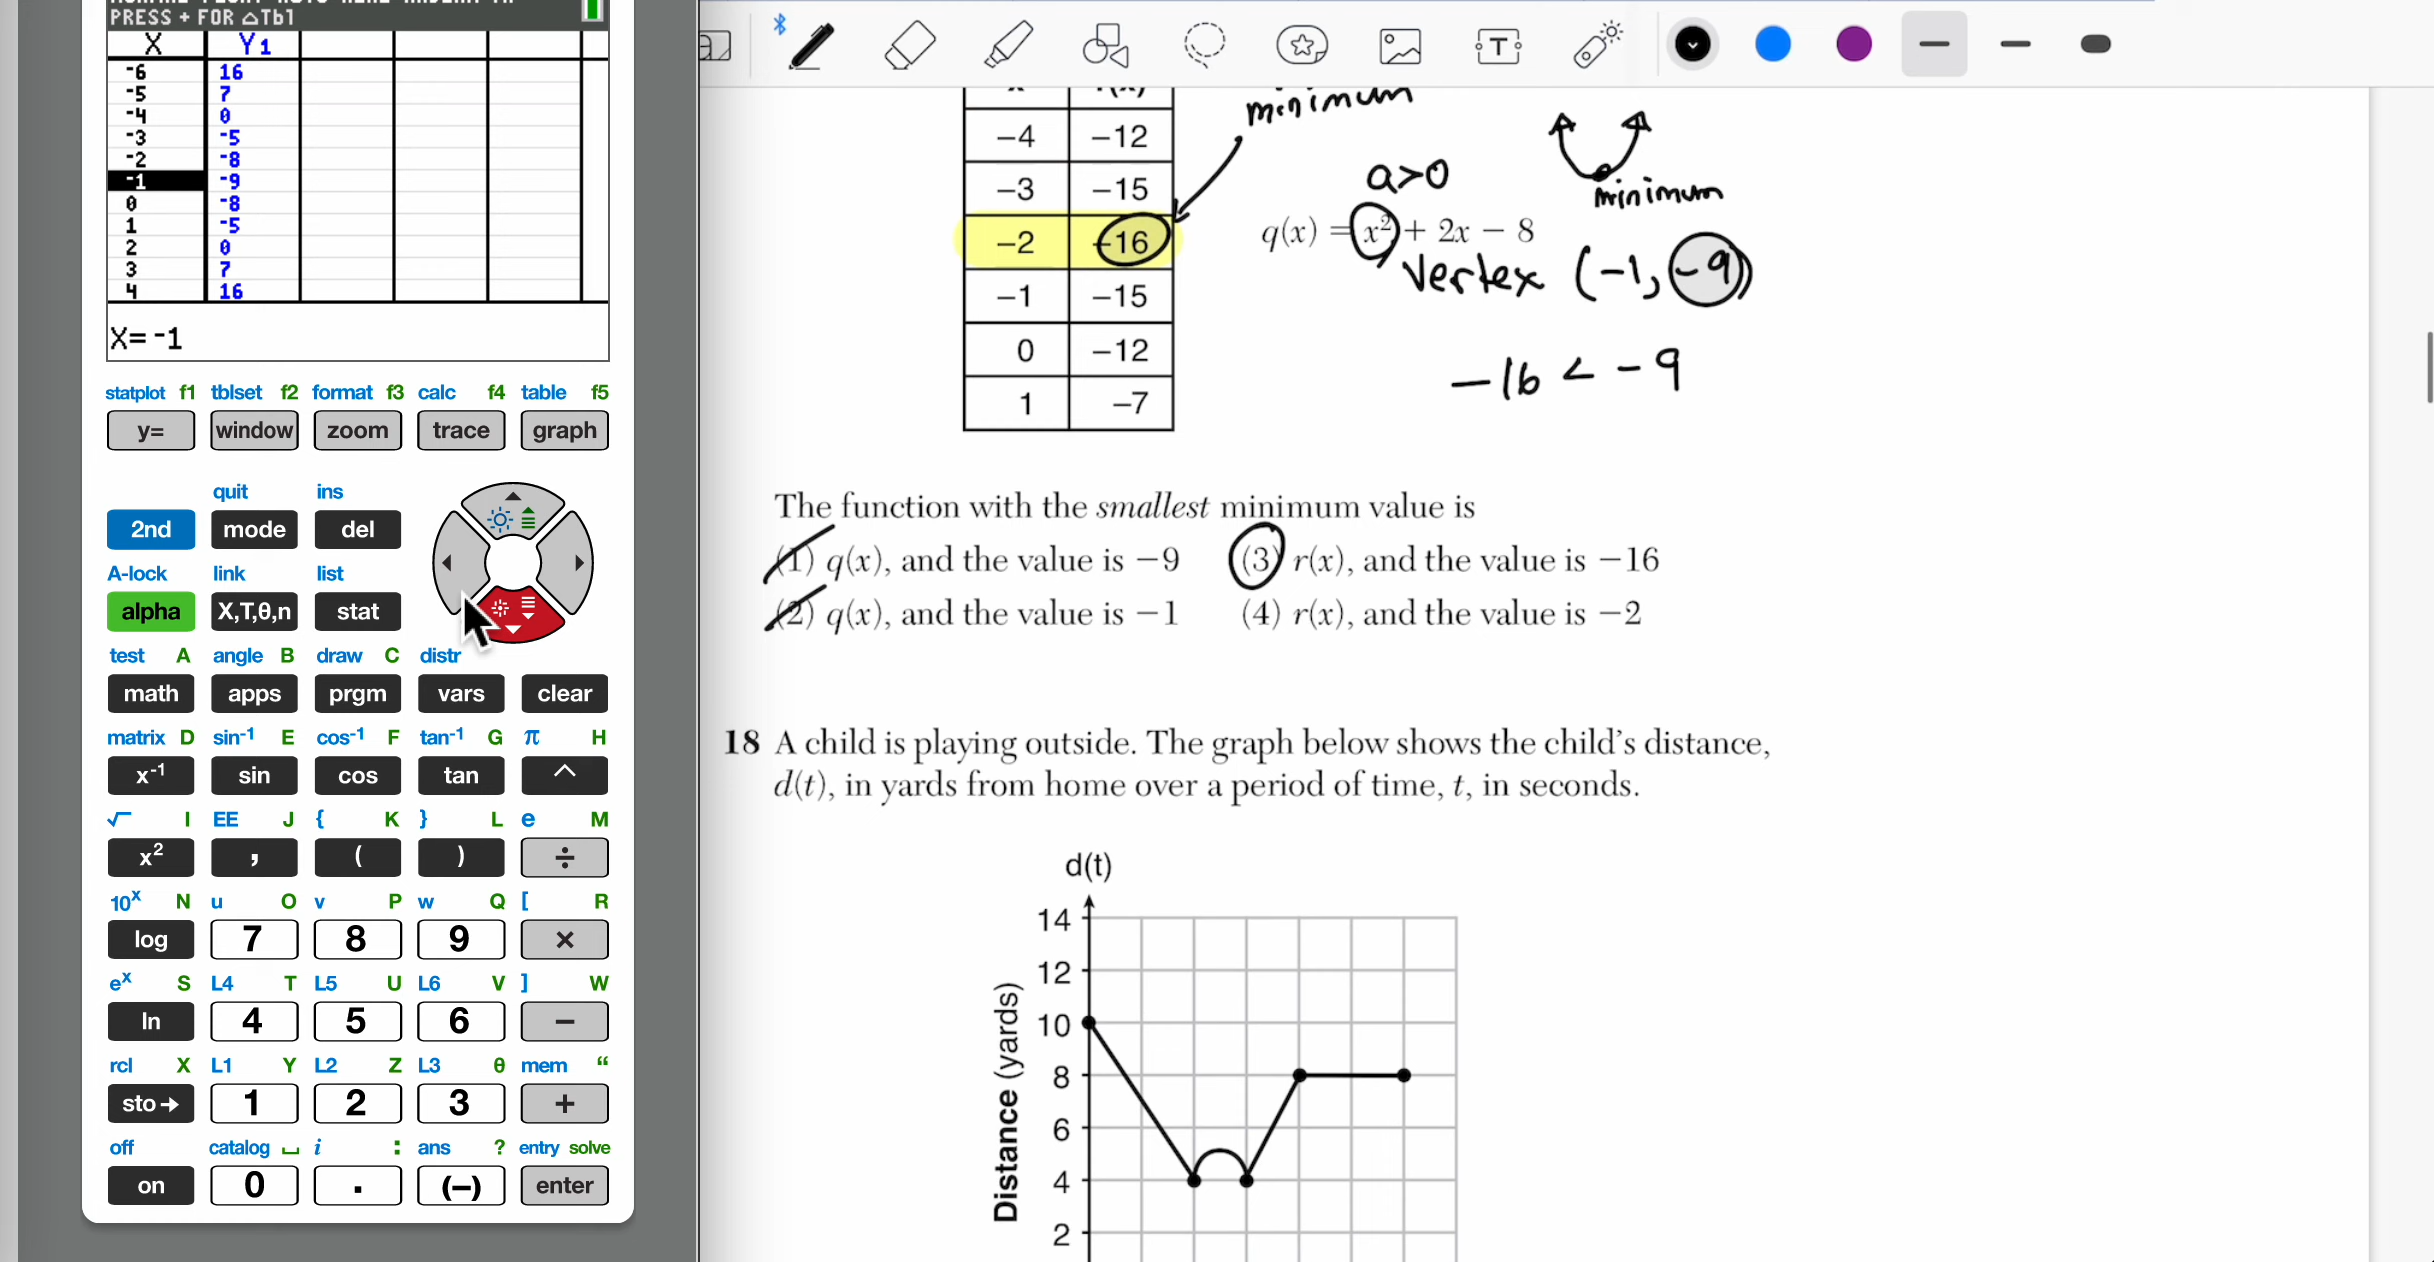 PRESS + FOR △Tbl
X Y1
-6 16
-5 7
-4 0
-3 -5
-2 -8
-1 -9
0 -8
1 -5
2 0
3 7
4 16
X= -1
statplot f1 tblset f2 format f3 calc f4 table f5
y= window zoom trace graph
quit ins
2nd mode del
A-lock link list
alpha X,T,θ,n stat
test A angle B draw C distr
math apps prgm vars clear
matrix D sin⁻¹ E cos⁻¹ F tan⁻¹ G π H
x⁻¹ sin cos tan ^
√ I EE J { K } L e M
x² , ( ) ÷
10ˣ N u O v P w Q [ R
log 7 8 9 ×
eˣ S L4 T L5 U L6 V ] W
ln 4 5 6 −
rcl X L1 Y L2 Z L3 θ mem “
sto→ 1 2 3 +
off catalog ⎵ i : ans ? entry solve
on 0 . (−) enter
T
x r(x)
−4 −12
−3 −15
−2 −16
−1 −15
0 −12
1 −7
minimum
a>0
minimum
q(x) = x² + 2x − 8
Vertex (-1, -9)
-16 < -9
The function with the smallest minimum value is
(1) q(x), and the value is −9 (3) r(x), and the value is −16
(2) q(x), and the value is −1 (4) r(x), and the value is −2
18 A child is playing outside. The graph below shows the child’s distance,
d(t), in yards from home over a period of time, t, in seconds.
d(t)
Distance (yards)
14
12
10
8
6
4
2